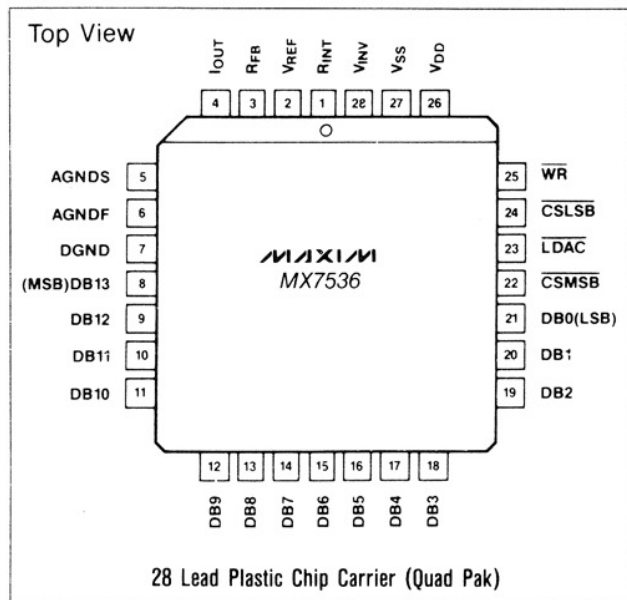 Top View
IOUT
RFB
VREF
RINT
VINV
VSS
VDD
4
3
2
1
28
27
26
AGNDS 5
AGNDF 6
DGND 7
(MSB)DB13 8
DB12 9
DB11 10
DB10 11
MAXIM
MX7536
25 WR
24 CSLSB
23 LDAC
22 CSMSB
21 DB0(LSB)
20 DB1
19 DB2
12
13
14
15
16
17
18
DB9
DB8
DB7
DB6
DB5
DB4
DB3
28 Lead Plastic Chip Carrier (Quad Pak)